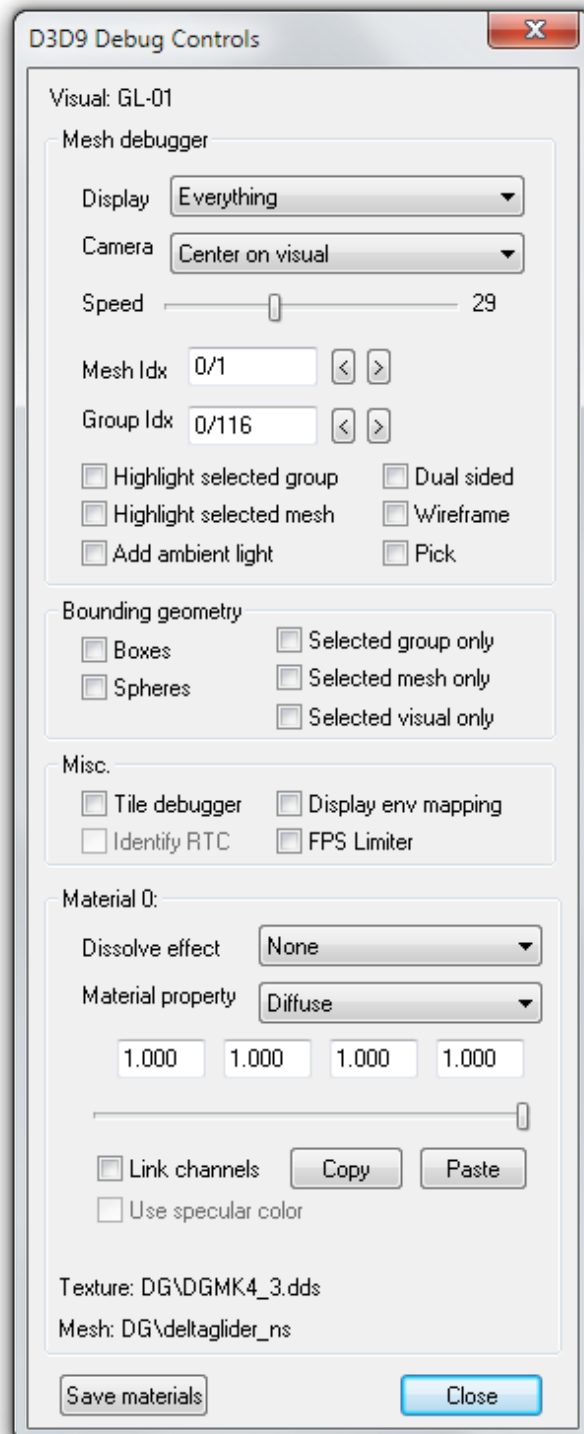 D3D9 Debug Controls
Visual: GL-01
Mesh debugger
Display Everything
Camera Center on visual
Speed 29
Mesh Idx 0/1 < >
Group Idx 0/116 < >
Highlight selected group Dual sided
Highlight selected mesh Wireframe
Add ambient light Pick
Bounding geometry
Boxes Selected group only
Spheres Selected mesh only
Selected visual only
Misc.
Tile debugger Display env mapping
Identify RTC FPS Limiter
Material 0:
Dissolve effect None
Material property Diffuse
1.000 1.000 1.000 1.000
Link channels Copy Paste
Use specular color
Texture: DG\DGMK4_3.dds
Mesh: DG\deltaglider_ns
Save materials Close